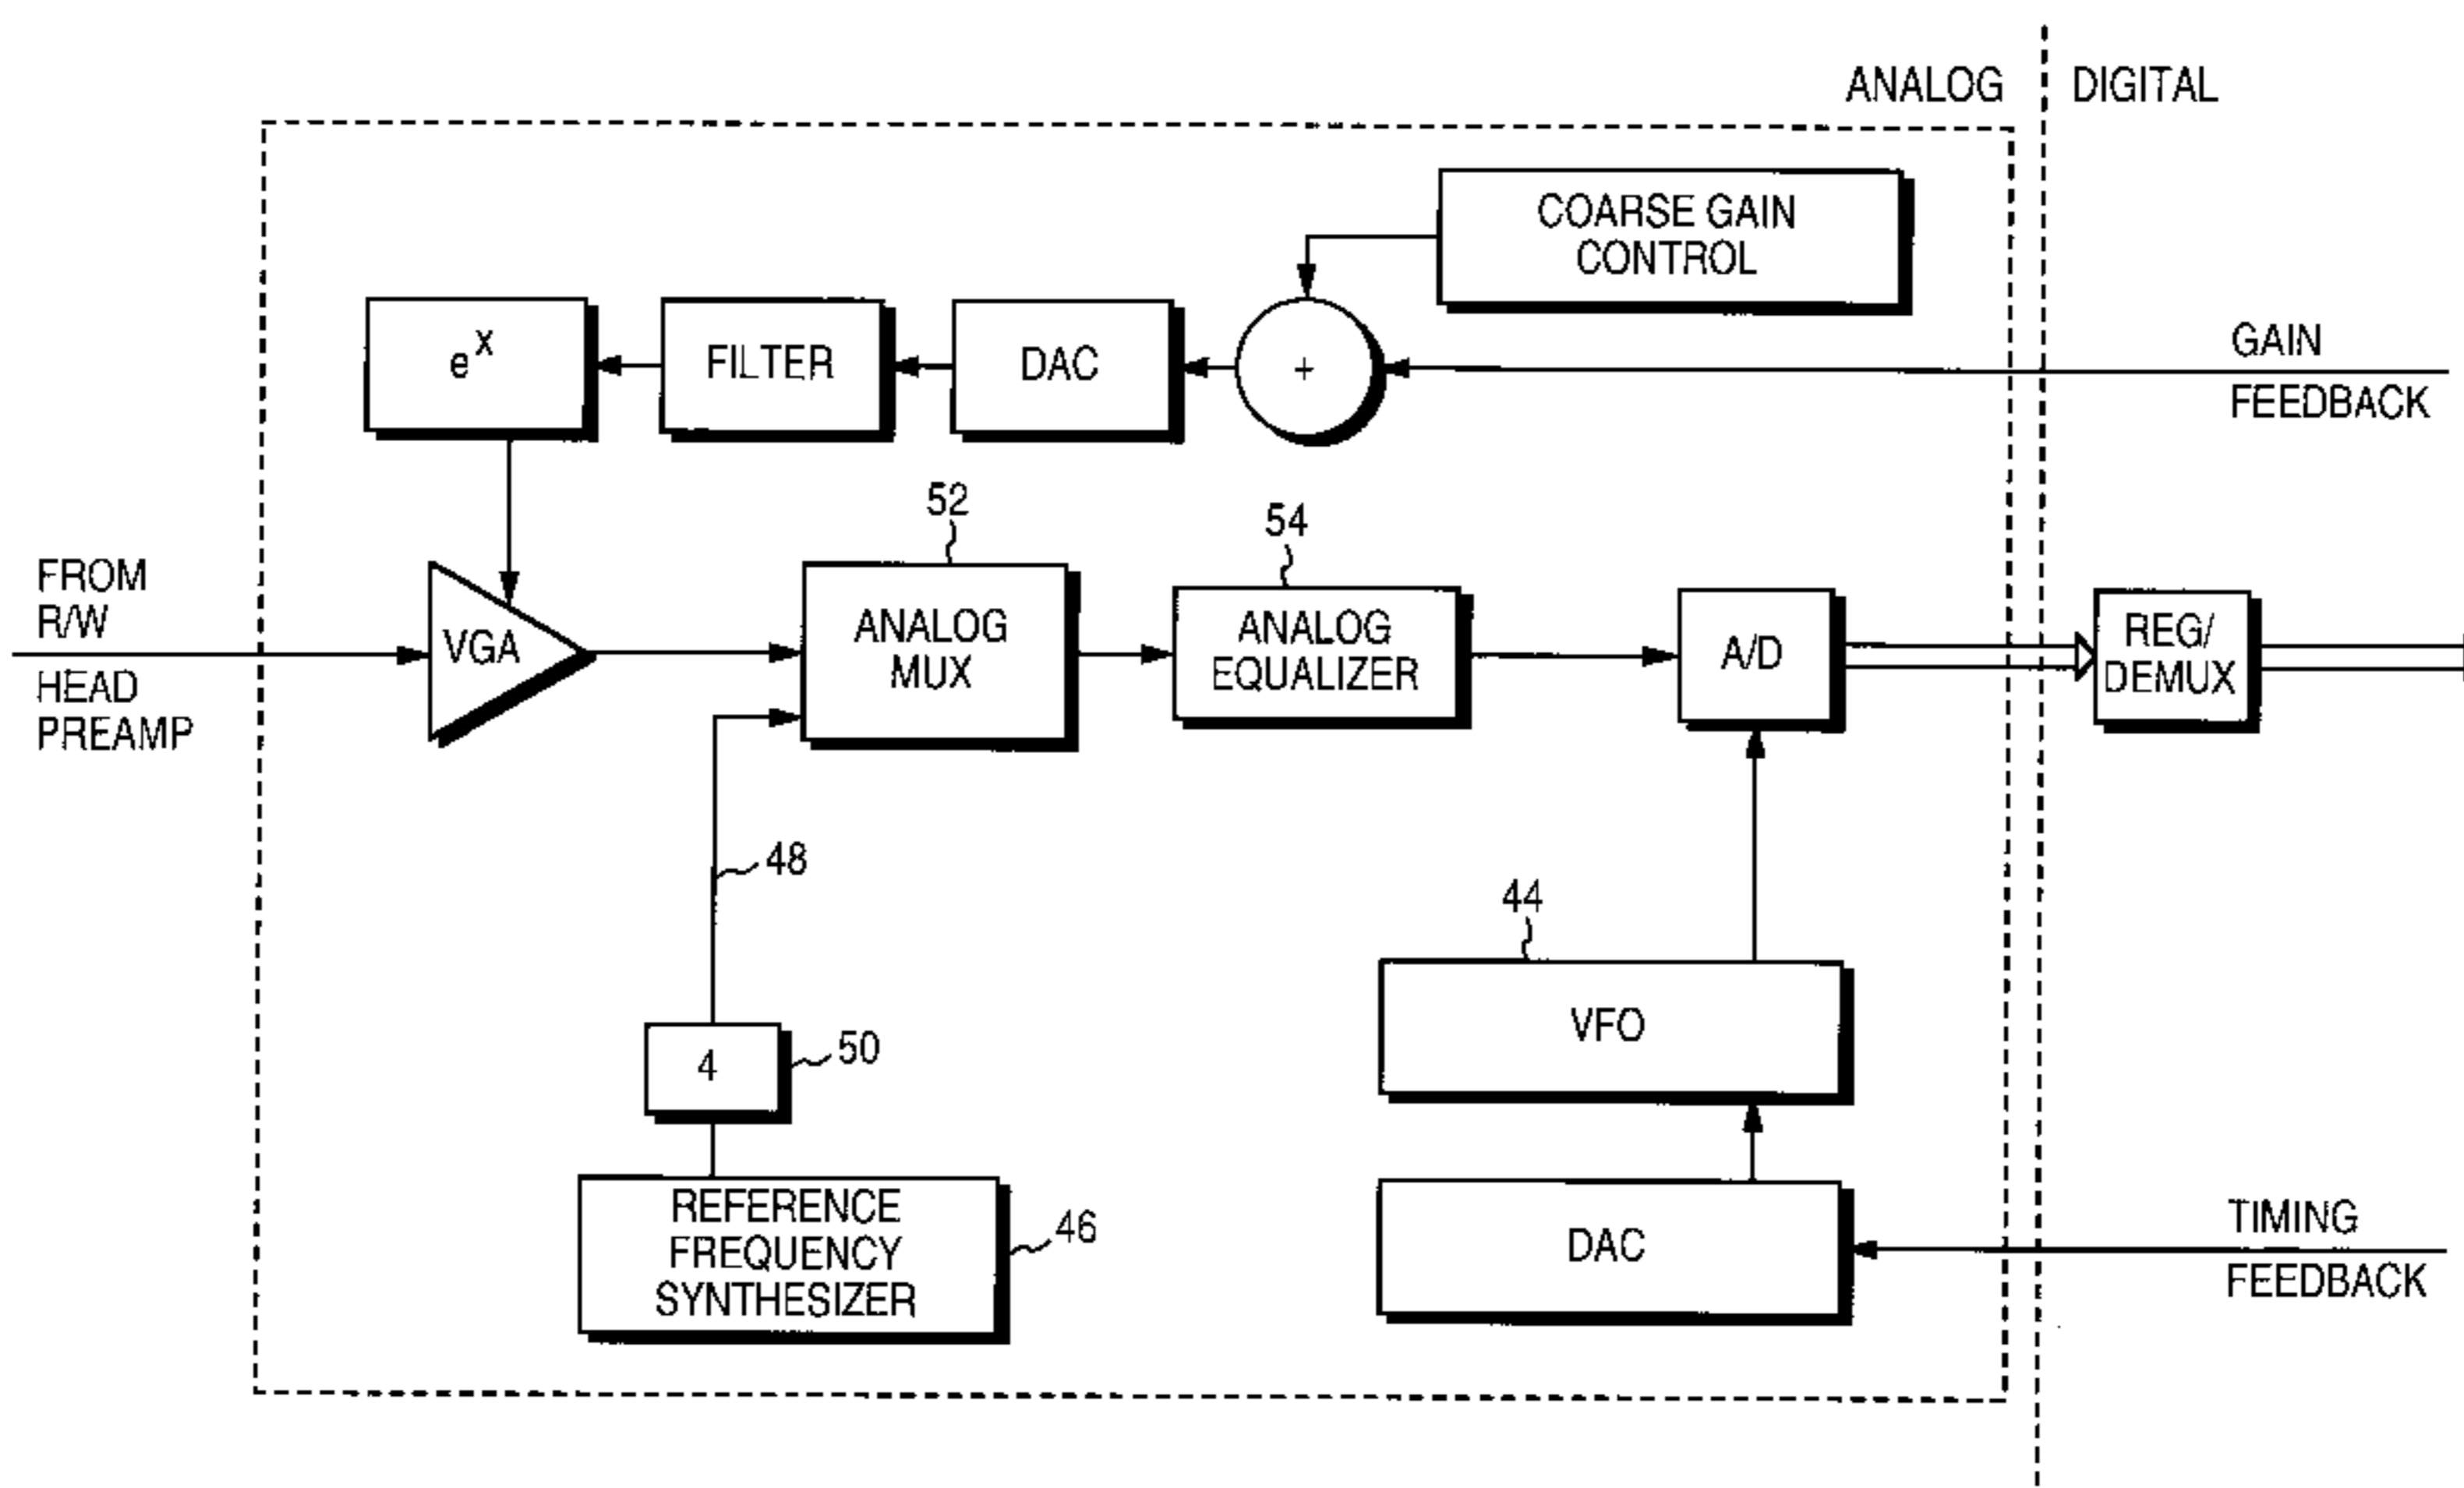 ANALOG
DIGITAL
COARSE GAIN
CONTROL
e^x
FILTER
DAC
+
GAIN
FEEDBACK
52
54
FROM
R/W
HEAD
PREAMP
VGA
ANALOG
MUX
ANALOG
EQUALIZER
A/D
REG/
DEMUX
48
44
VFO
4
50
REFERENCE
FREQUENCY
SYNTHESIZER
46
DAC
TIMING
FEEDBACK